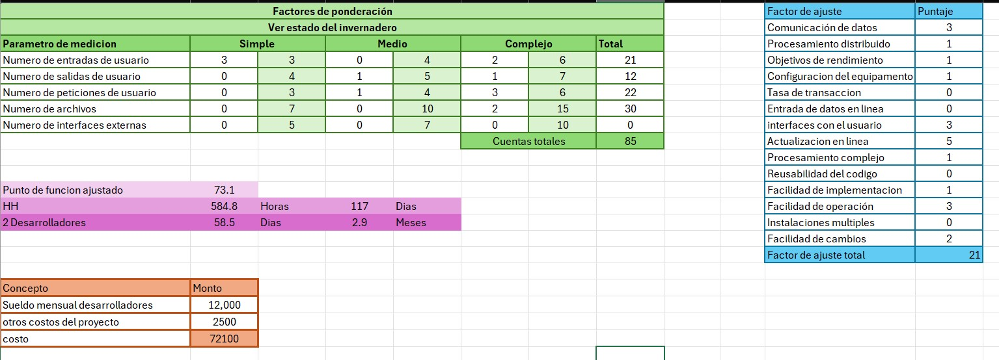 Factores de ponderación
Ver estado del invernadero
Parametro de medicion Simple Medio Complejo Total
Numero de entradas de usuario 3 3 0 4 2 6 21
Numero de salidas de usuario 0 4 1 5 1 7 12
Numero de peticiones de usuario 0 3 1 4 3 6 22
Numero de archivos 0 7 0 10 2 15 30
Numero de interfaces externas 0 5 0 7 0 10 0
Cuentas totales 85
Punto de funcion ajustado 73.1
HH 584.8 Horas 117 Dias
2 Desarrolladores 58.5 Dias 2.9 Meses
Concepto Monto
Sueldo mensual desarrolladores 12,000
otros costos del proyecto 2500
costo 72100
Factor de ajuste Puntaje
Comunicación de datos 3
Procesamiento distribuido 1
Objetivos de rendimiento 1
Configuracion del equipamento 1
Tasa de transaccion 0
Entrada de datos en linea 0
interfaces con el usuario 3
Actualizacion en linea 5
Procesamiento complejo 1
Reusabilidad del codigo 0
Facilidad de implementacion 1
Facilidad de operación 3
Instalaciones multiples 0
Facilidad de cambios 2
Factor de ajuste total 21